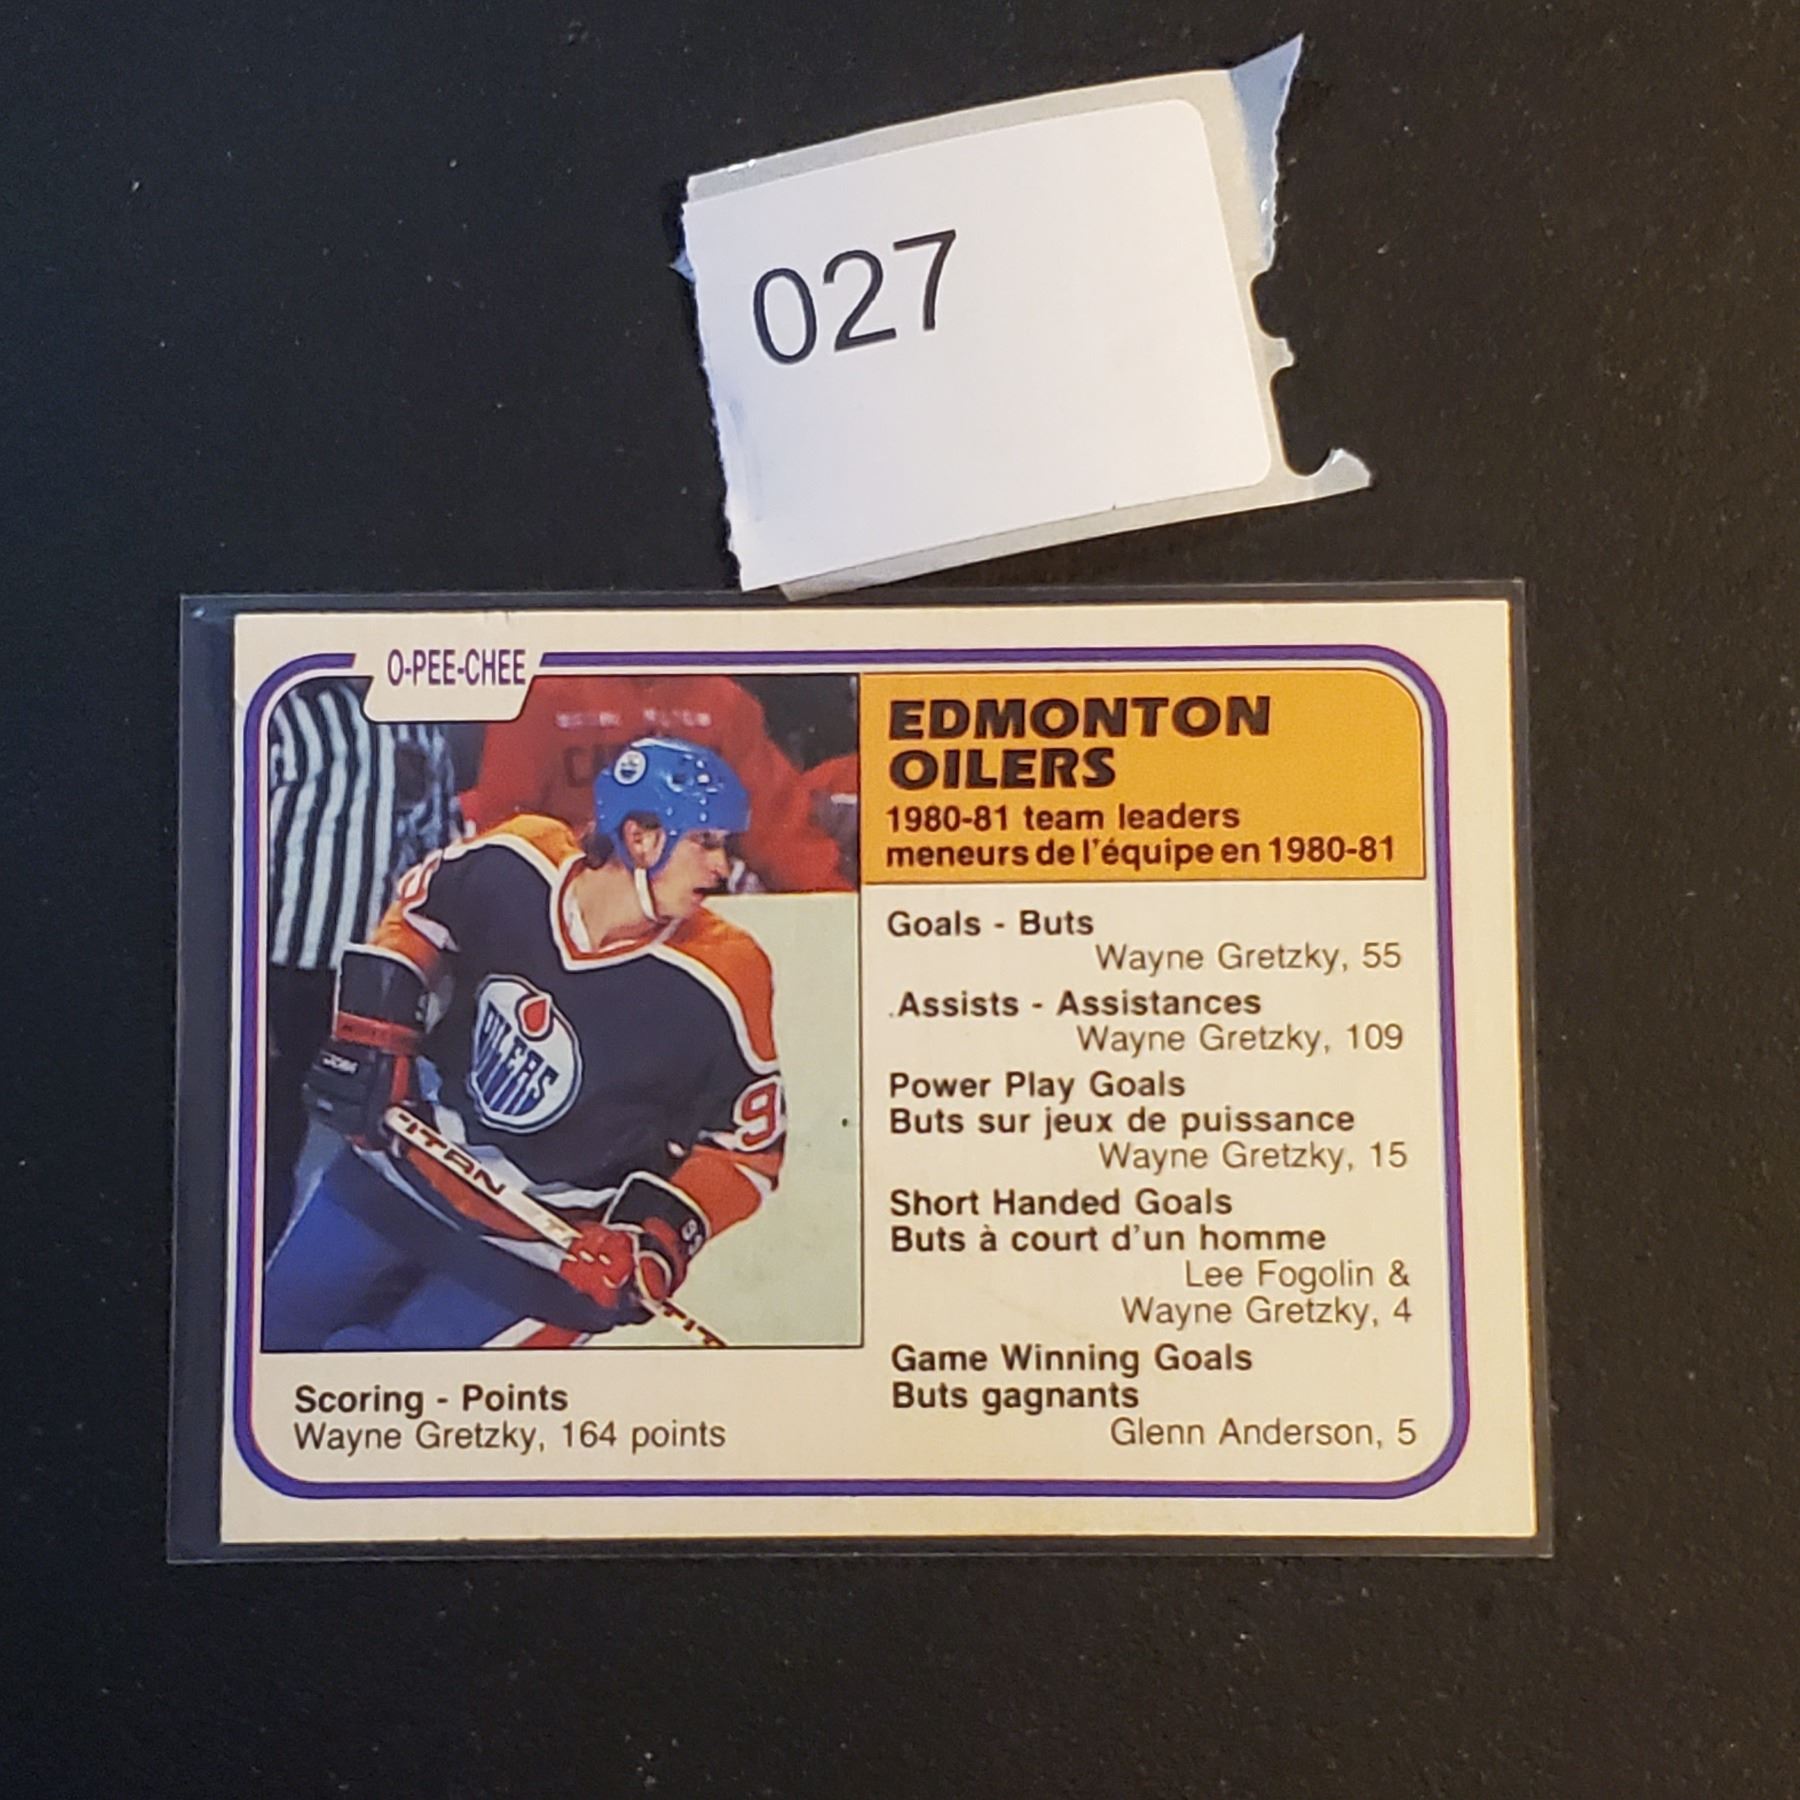 027
O-PEE-CHEE
EDMONTON
OILERS
1980-81 team leaders
meneurs de l'équipe en 1980-81
Goals - Buts
Wayne Gretzky, 55
Assists - Assistances
Wayne Gretzky, 109
Power Play Goals
Buts sur jeux de puissance
Wayne Gretzky, 15
Short Handed Goals
Buts à court d'un homme
Lee Fogolin &
Wayne Gretzky, 4
Game Winning Goals
Buts gagnants
Glenn Anderson, 5
OILERS
9
TITAN
Scoring - Points
Wayne Gretzky, 164 points